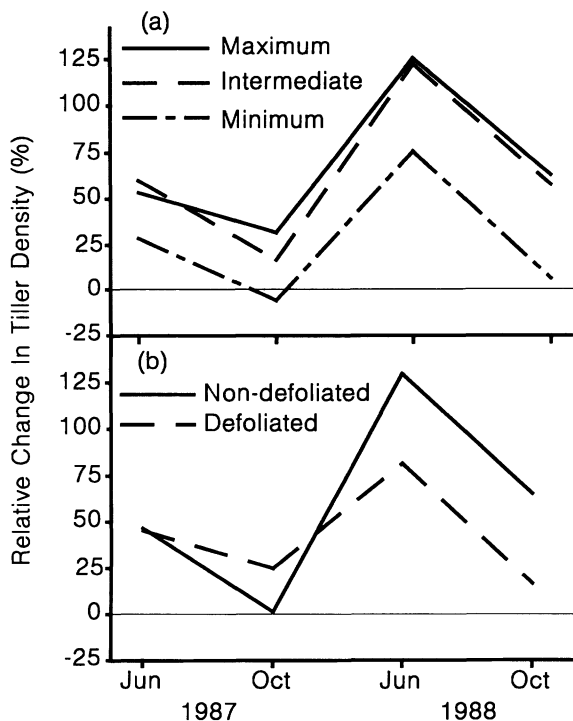 (a)
Maximum
Intermediate
Minimum
125
100
75
50
25
0
-25
Relative Change In Tiller Density (%)
(b)
Non-defoliated
Defoliated
125
100
75
50
25
0
-25
Jun Oct Jun Oct
1987 1988